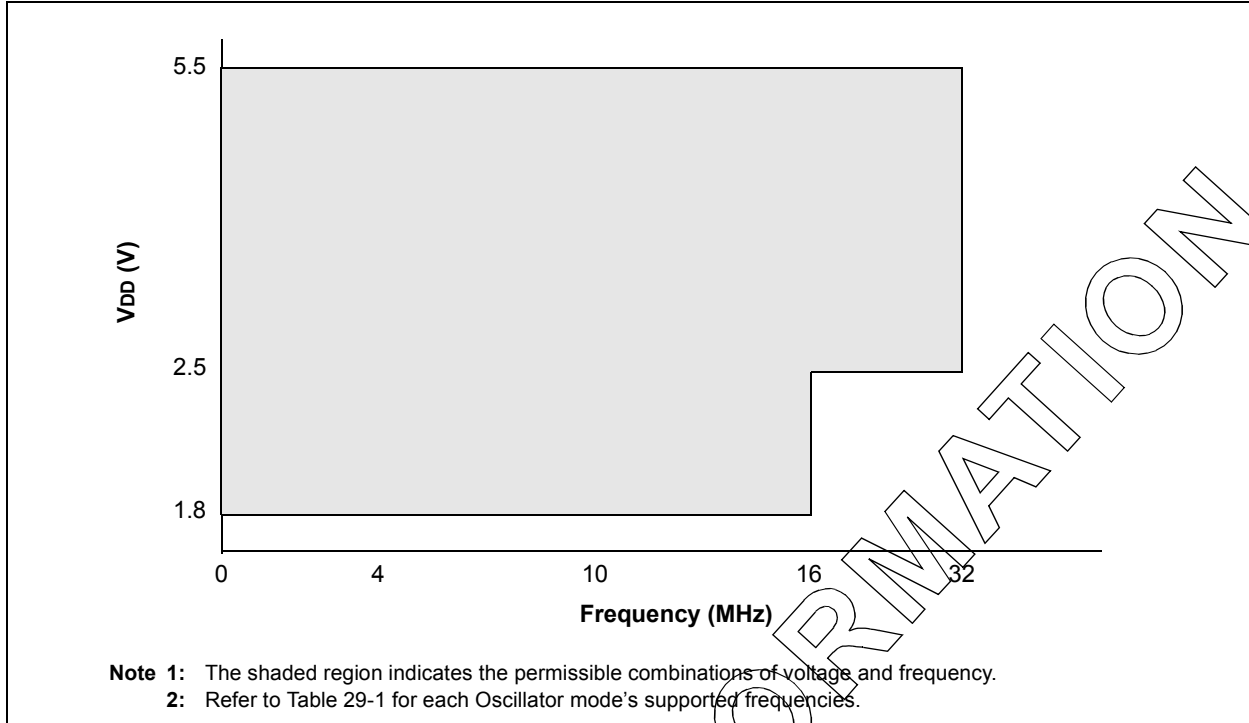 5.5
VDD (V)
2.5
1.8
0 4 10 16 32
Frequency (MHz)
Note 1: The shaded region indicates the permissible combinations of voltage and frequency.
2: Refer to Table 29-1 for each Oscillator mode's supported frequencies.
ORMATION